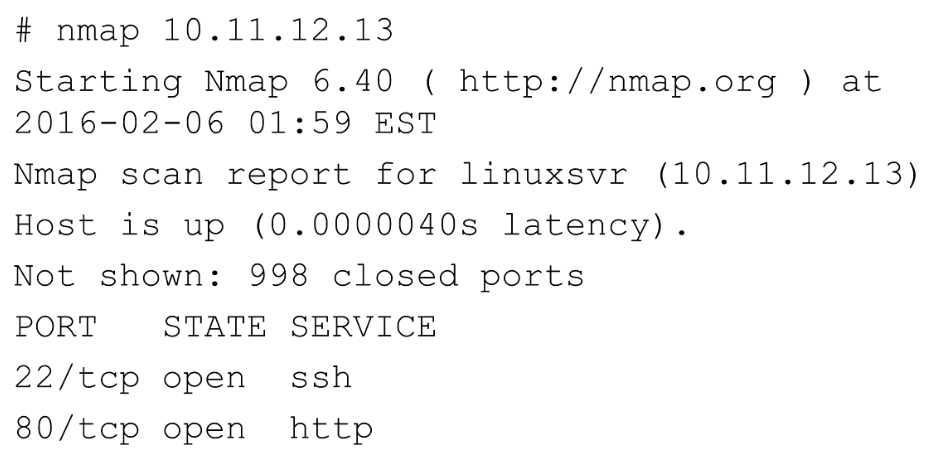 # nmap 10.11.12.13
Starting Nmap 6.40 ( http://nmap.org ) at
2016-02-06 01:59 EST
Nmap scan report for linuxsvr (10.11.12.13)
Host is up (0.0000040s latency).
Not shown: 998 closed ports
PORT   STATE SERVICE
22/tcp open  ssh
80/tcp open  http